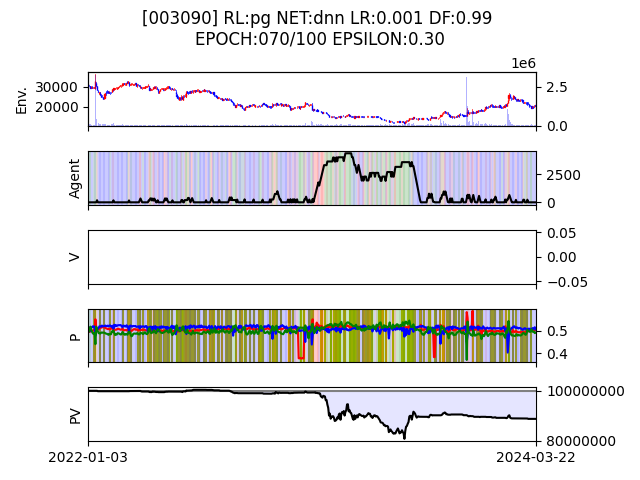 [003090] RL:pg NET:dnn LR:0.001 DF:0.99
EPOCH:070/100 EPSILON:0.30
1e6
Env.
30000
20000
2.5
0.0
Agent
2500
0
V
0.05
0.00
−0.05
P
0.5
0.4
PV
100000000
80000000
2022-01-03
2024-03-22